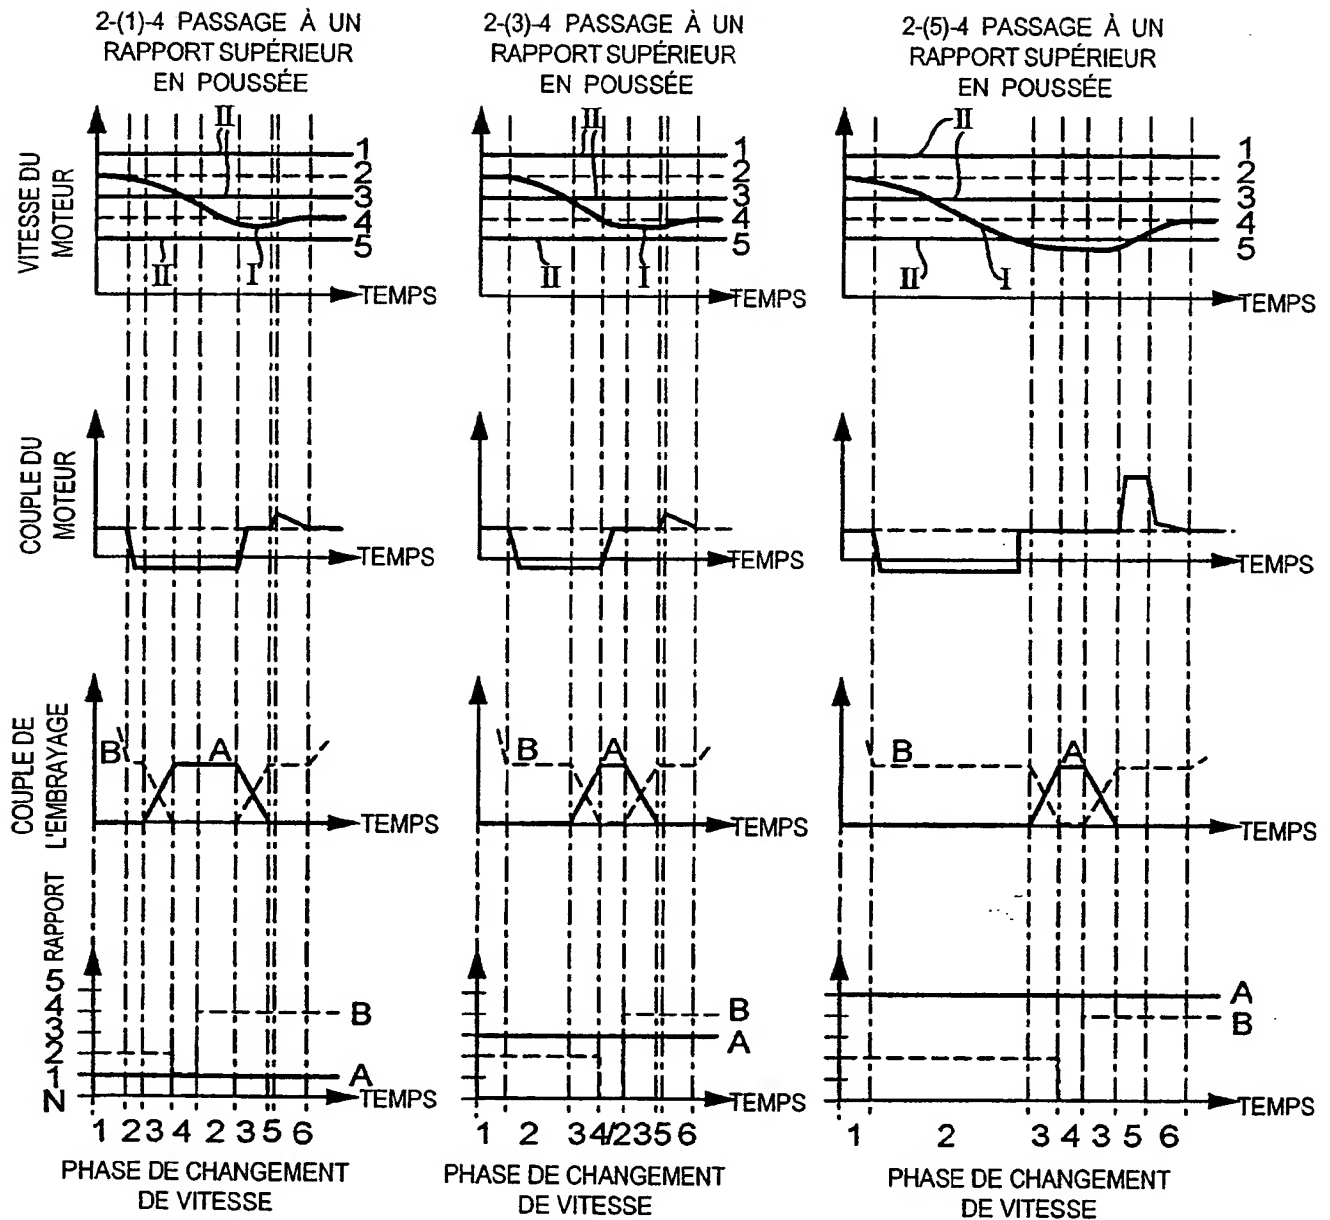 2-(1)-4 PASSAGE À UN
RAPPORT SUPÉRIEUR
EN POUSSÉE
2-(3)-4 PASSAGE À UN
RAPPORT SUPÉRIEUR
EN POUSSÉE
2-(5)-4 PASSAGE À UN
RAPPORT SUPÉRIEUR
EN POUSSÉE
VITESSE DU
MOTEUR
II
1
2
3
4
5
II
I
TEMPS
II
1
2
3
4
5
II
I
TEMPS
II
1
2
3
4
5
II
I
TEMPS
COUPLE DU
MOTEUR
TEMPS
TEMPS
TEMPS
COUPLE DE
L'EMBRAYAGE
B
A
TEMPS
B
A
TEMPS
B
A
TEMPS
RAPPORT
5
4
3
2
1
N
B
A
TEMPS
B
A
TEMPS
A
B
TEMPS
1 2 3 4 2 3 5 6
1 2 3 4/2 3 5 6
1 2 3 4 3 5 6
PHASE DE CHANGEMENT
DE VITESSE
PHASE DE CHANGEMENT
DE VITESSE
PHASE DE CHANGEMENT
DE VITESSE